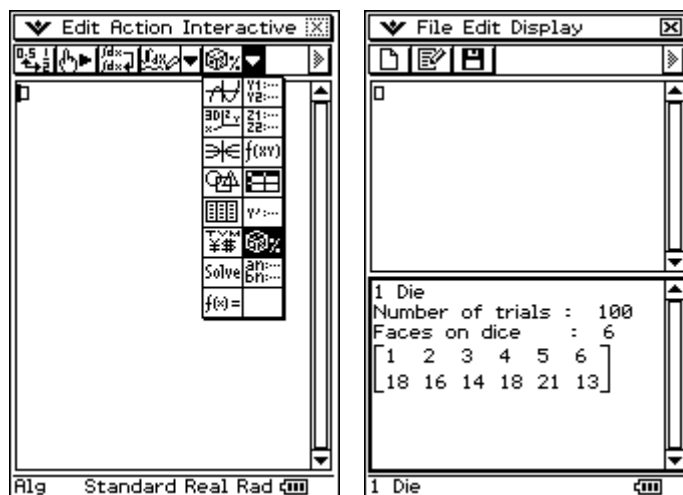 Edit Action Interactive
Y1:···
Y2:···
Z1:···
Z2:···
f(XY)
Solve
an:···
bn:···
f(x)=
Alg Standard Real Rad
File Edit Display
1 Die
Number of trials : 100
Faces on dice : 6
1 2 3 4 5 6
18 16 14 18 21 13
1 Die